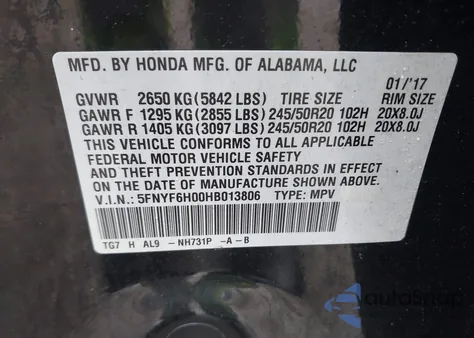 MFD. BY HONDA MFG. OF ALABAMA, LLC
01/'17
GVWR 2650 KG(5842 LBS) TIRE SIZE RIM SIZE
GAWR F 1295 KG(2855 LBS)245/50R20 102H 20X8.0J
GAWR R 1405 KG(3097 LBS)245/50R20 102H 20X8.0J
THIS VEHICLE CONFORMS TO ALL APPLICABLE
FEDERAL MOTOR VEHICLE SAFETY
AND THEFT PREVENTION STANDARDS IN EFFECT
ON THE DATE OF MANUFACTURE SHOWN ABOVE.
V.I.N.: 5FNYF6H00HB013806 TYPE: MPV
TG7 H AL9 -NH731P -A-B
autoSnap